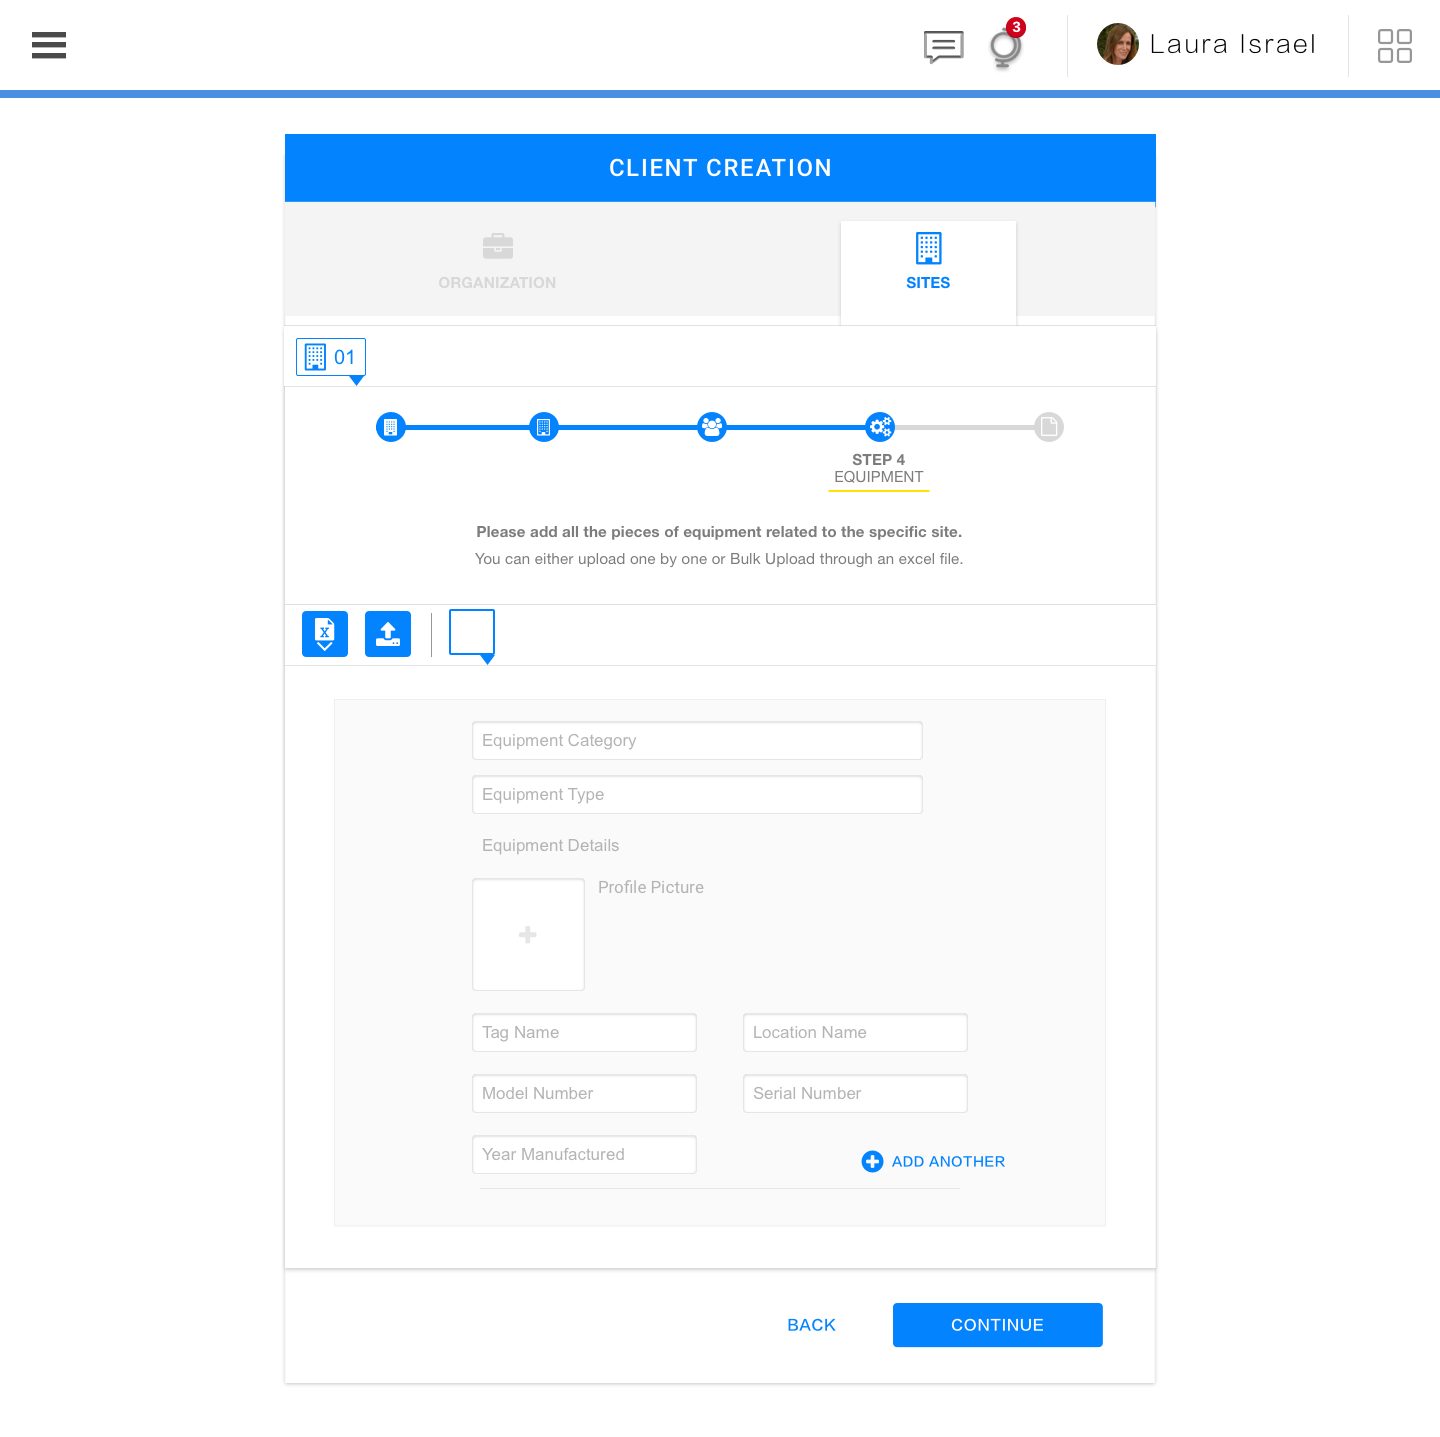 3
Laura Israel
CLIENT CREATION
ORGANIZATION
SITES
01
STEP 4
EQUIPMENT
Please add all the pieces of equipment related to the specific site.
You can either upload one by one or Bulk Upload through an excel file.
X
Equipment Category
Equipment Type
Equipment Details
Profile Picture
Tag Name
Location Name
Model Number
Serial Number
Year Manufactured
ADD ANOTHER
BACK
CONTINUE